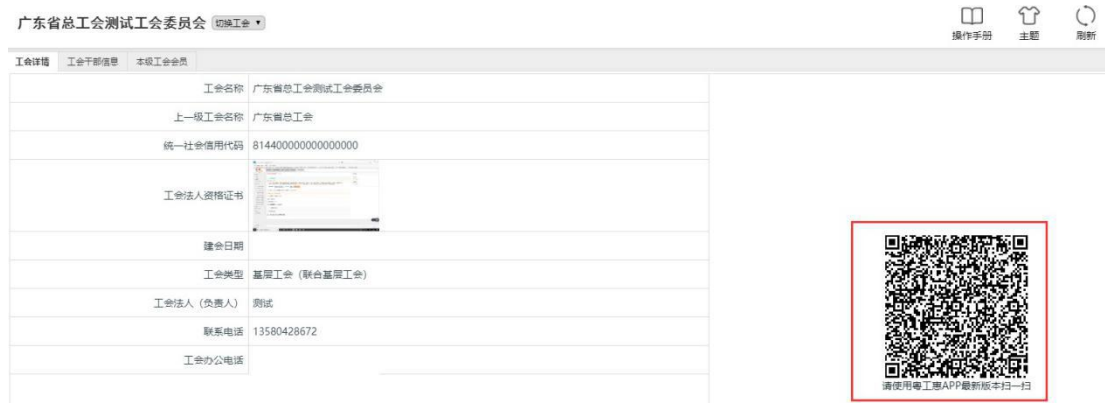 广东省总工会测试工会委员会 切换工会 ▼
操作手册 主题 刷新
工会详情 工会干部信息 本级工会会员
工会名称 广东省总工会测试工会委员会
上一级工会名称 广东省总工会
统一社会信用代码 814400000000000000
工会法人资格证书
建会日期
工会类型 基层工会（联合基层工会）
工会法人（负责人） 测试
联系电话 13580428672
工会办公电话
请使用粤工惠APP最新版本扫一扫